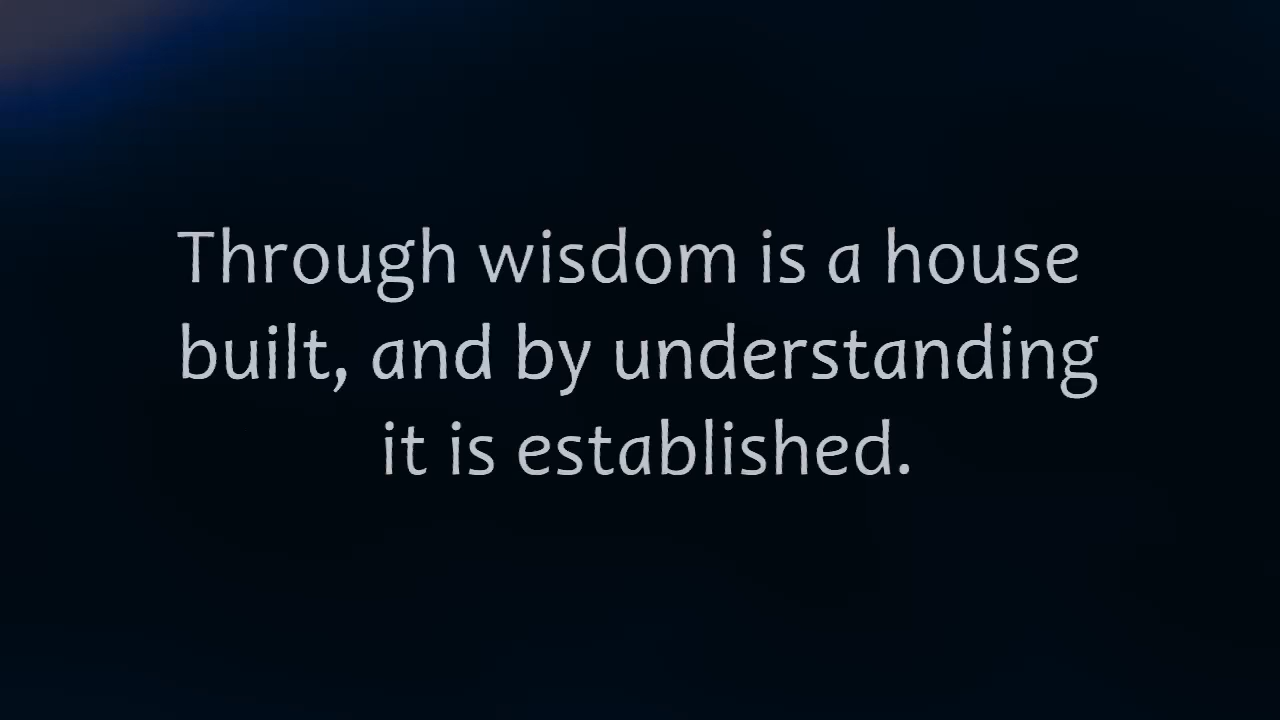 Through wisdom is a house
built, and by understanding
it is established.